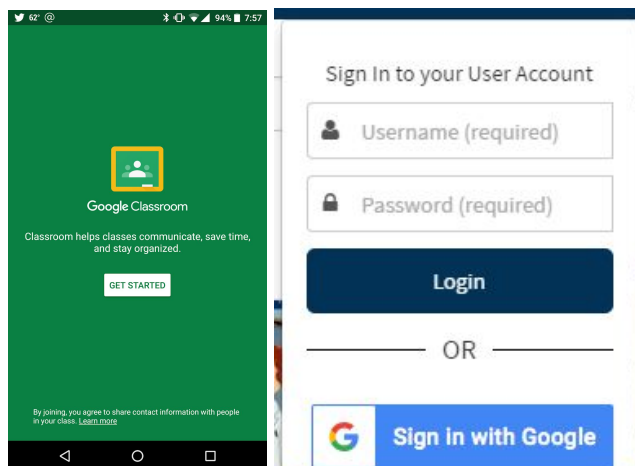 62° @ 94% 7:57
Google Classroom
Classroom helps classes communicate, save time,
and stay organized.
GET STARTED
By joining, you agree to share contact information with people
in your class. Learn more
Sign In to your User Account
Username (required)
Password (required)
Login
OR
G Sign in with Google